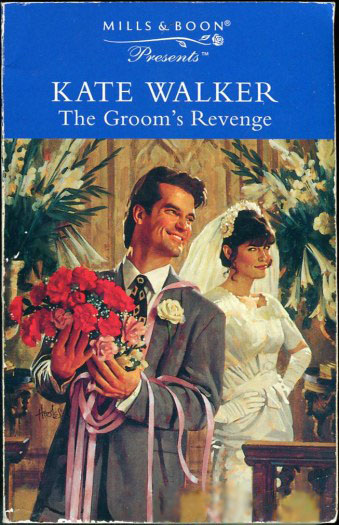 MILLS & BOON®
Presents™
KATE WALKER
The Groom's Revenge